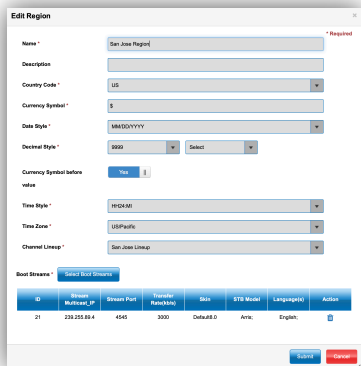 Edit Region ×
* Required
Name * San Jose Region
Description
Country Code * US
Currency Symbol * $
Date Style * MM/DD/YYYY
Decimal Style * 9999 Select
Currency Symbol before value Yes
Time Style * HH24:MI
Time Zone * US/Pacific
Channel Lineup * San Jose Lineup
Boot Streams * Select Boot Streams
ID Stream Multicast_IP Stream Port Transfer Rate(kb/s) Skin STB Model Language(s) Action
21 239.255.89.4 4545 3000 Default8.0 Arris; English;
Submit Cancel